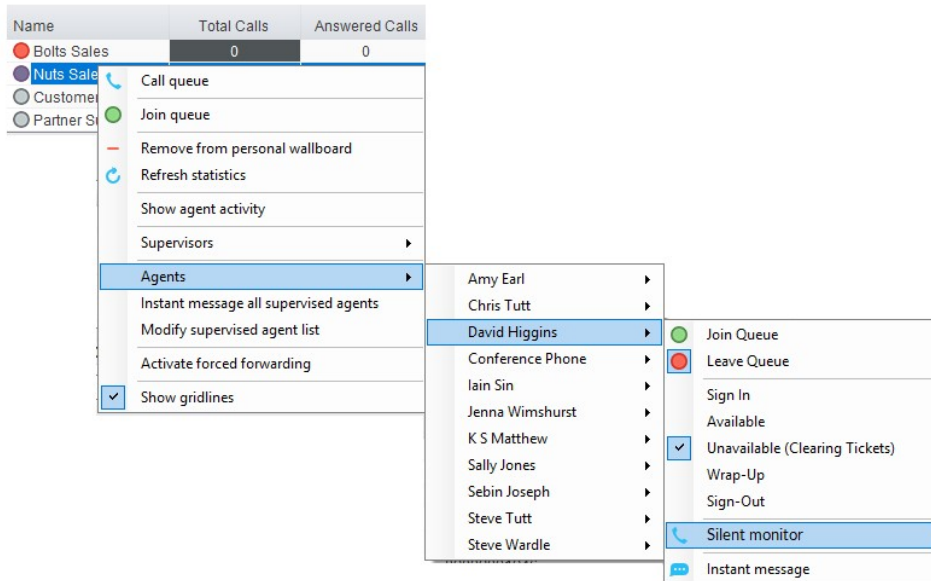 Name Total Calls Answered Calls
Bolts Sales 0 0
Nuts Sale
Customer
Partner S
Call queue
Join queue
Remove from personal wallboard
Refresh statistics
Show agent activity
Supervisors
Agents
Instant message all supervised agents
Modify supervised agent list
Activate forced forwarding
Show gridlines
Amy Earl
Chris Tutt
David Higgins
Conference Phone
Iain Sin
Jenna Wimshurst
K S Matthew
Sally Jones
Sebin Joseph
Steve Tutt
Steve Wardle
Join Queue
Leave Queue
Sign In
Available
Unavailable (Clearing Tickets)
Wrap-Up
Sign-Out
Silent monitor
Instant message